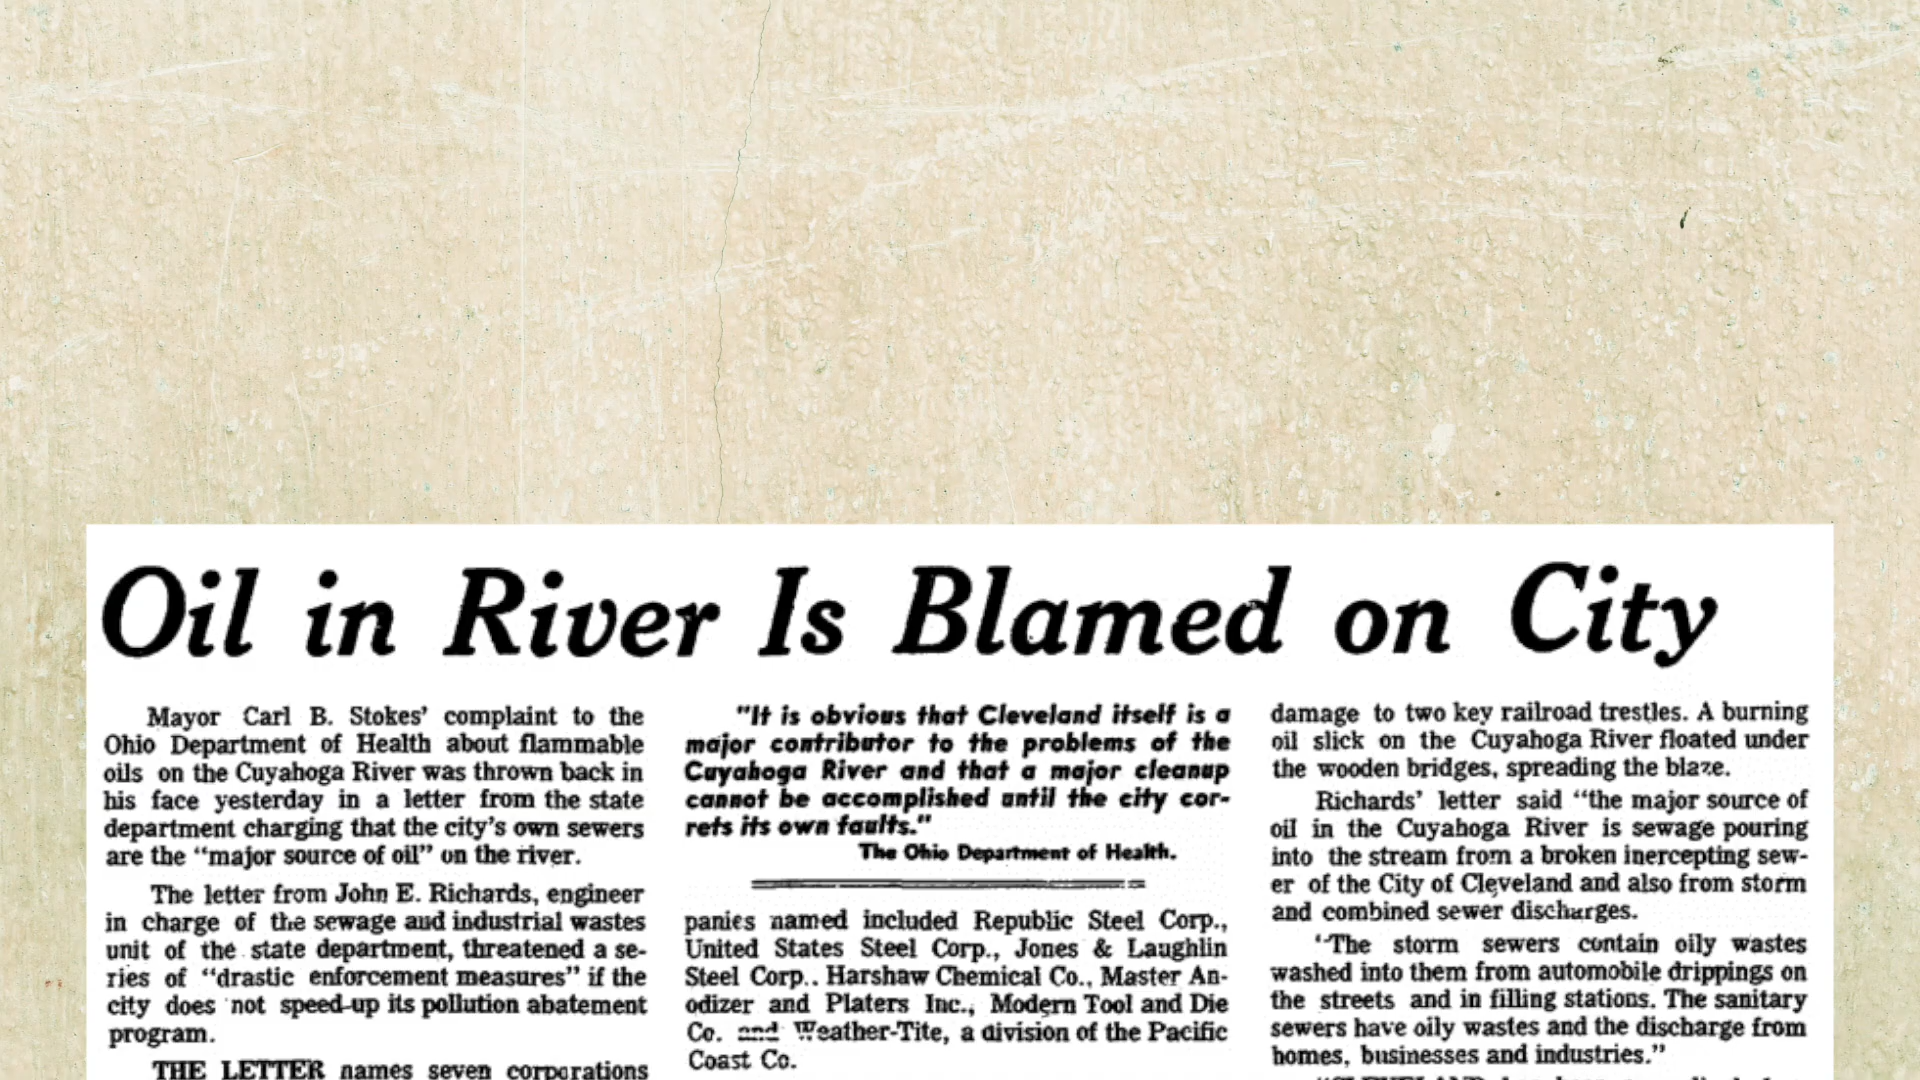 Oil in River Is Blamed on City
Mayor Carl B. Stokes' complaint to the
Ohio Department of Health about flammable
oils on the Cuyahoga River was thrown back in
his face yesterday in a letter from the state
department charging that the city's own sewers
are the "major source of oil" on the river.
The letter from John E. Richards, engineer
in charge of the sewage and industrial wastes
unit of the state department, threatened a se-
ries of "drastic enforcement measures" if the
city does not speed-up its pollution abatement
program.
THE LETTER names seven corporations
"It is obvious that Cleveland itself is a
major contributor to the problems of the
Cuyahoga River and that a major cleanup
cannot be accomplished until the city cor-
rets its own faults."
The Ohio Department of Health.
panies named included Republic Steel Corp.,
United States Steel Corp., Jones & Laughlin
Steel Corp., Harshaw Chemical Co., Master An-
odizer and Platers Inc., Modern Tool and Die
Co. and Weather-Tite, a division of the Pacific
Coast Co.
damage to two key railroad trestles. A burning
oil slick on the Cuyahoga River floated under
the wooden bridges, spreading the blaze.
Richards' letter said "the major source of
oil in the Cuyahoga River is sewage pouring
into the stream from a broken inercepting sew-
er of the City of Cleveland and also from storm
and combined sewer discharges.
"The storm sewers contain oily wastes
washed into them from automobile drippings on
the streets and in filling stations. The sanitary
sewers have oily wastes and the discharge from
homes, businesses and industries."